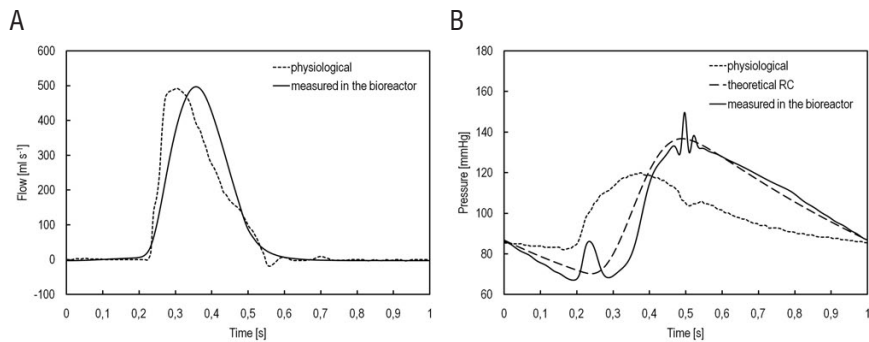 A
600
500
400
300
200
100
0
-100
Flow [ml s⁻¹]
physiological
measured in the bioreactor
0 0,1 0,2 0,3 0,4 0,5 0,6 0,7 0,8 0,9 1
Time [s]
B
180
160
140
120
100
80
60
Pressure [mmHg]
physiological
theoretical RC
measured in the bioreactor
0 0,1 0,2 0,3 0,4 0,5 0,6 0,7 0,8 0,9 1
Time [s]